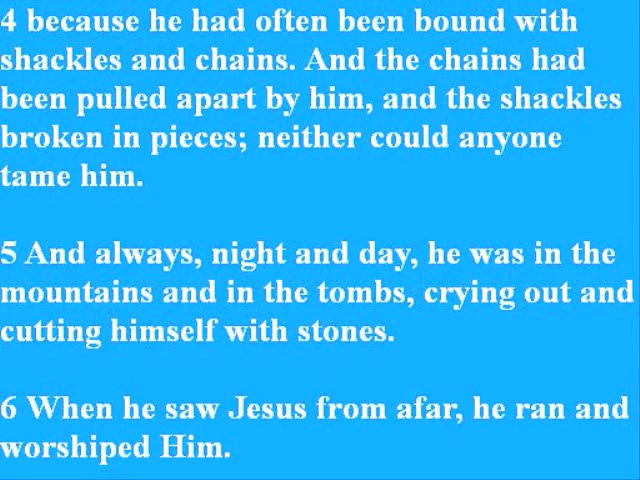 4 because he had often been bound with
shackles and chains. And the chains had
been pulled apart by him, and the shackles
broken in pieces; neither could anyone
tame him.
5 And always, night and day, he was in the
mountains and in the tombs, crying out and
cutting himself with stones.
6 When he saw Jesus from afar, he ran and
worshiped Him.